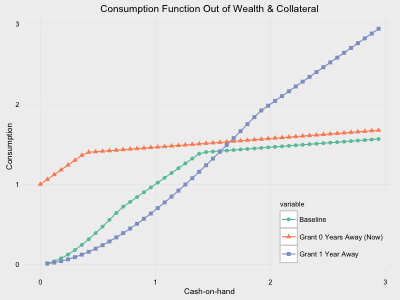 Consumption Function Out of Wealth & Collateral
3
2
1
0
Consumption
0
1
2
3
Cash-on-hand
variable
Baseline
Grant 0 Years Away (Now)
Grant 1 Year Away